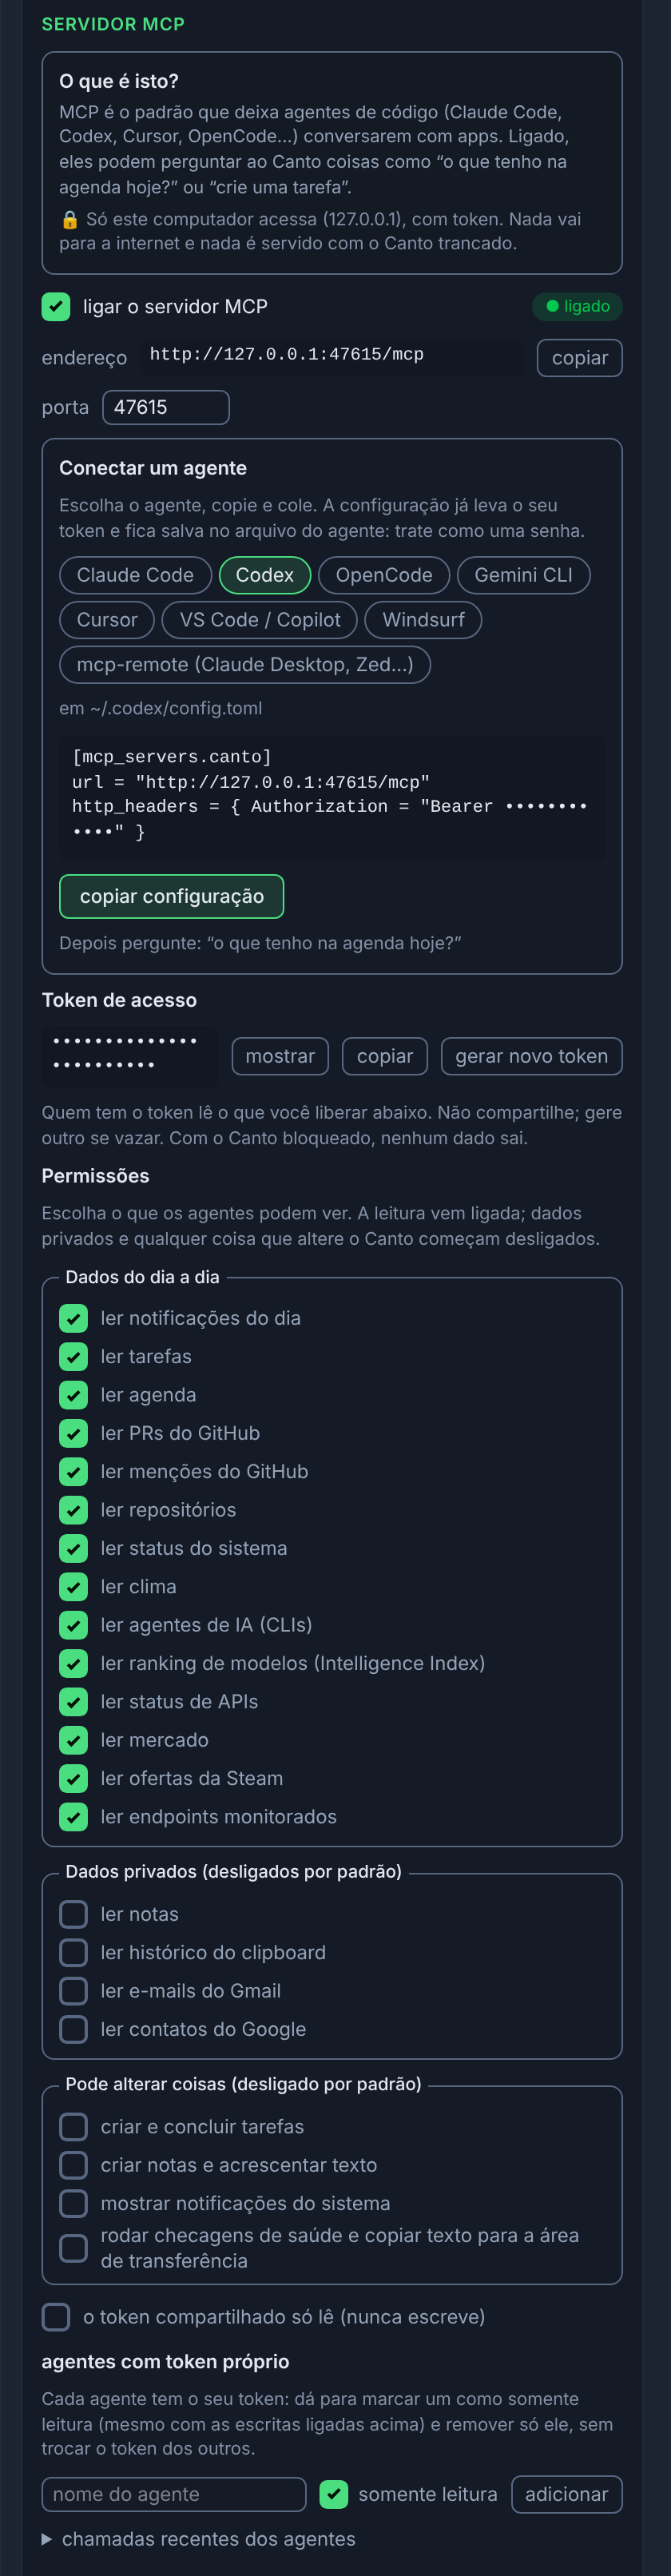 SERVIDOR MCP
O que é isto?
MCP é o padrão que deixa agentes de código (Claude Code,
Codex, Cursor, OpenCode...) conversarem com apps. Ligado,
eles podem perguntar ao Canto coisas como “o que tenho na
agenda hoje?” ou “crie uma tarefa”.
🔒 Só este computador acessa (127.0.0.1), com token. Nada vai
para a internet e nada é servido com o Canto trancado.
ligar o servidor MCP
ligado
endereço
http://127.0.0.1:47615/mcp
copiar
porta
47615
Conectar um agente
Escolha o agente, copie e cole. A configuração já leva o seu
token e fica salva no arquivo do agente: trate como uma senha.
Claude Code
Codex
OpenCode
Gemini CLI
Cursor
VS Code / Copilot
Windsurf
mcp-remote (Claude Desktop, Zed...)
em ~/.codex/config.toml
[mcp_servers.canto]
url = "http://127.0.0.1:47615/mcp"
http_headers = { Authorization = "Bearer ••••••••
••••" }
copiar configuração
Depois pergunte: “o que tenho na agenda hoje?”
Token de acesso
••••••••••••••
••••••••••
mostrar
copiar
gerar novo token
Quem tem o token lê o que você liberar abaixo. Não compartilhe; gere
outro se vazar. Com o Canto bloqueado, nenhum dado sai.
Permissões
Escolha o que os agentes podem ver. A leitura vem ligada; dados
privados e qualquer coisa que altere o Canto começam desligados.
Dados do dia a dia
ler notificações do dia
ler tarefas
ler agenda
ler PRs do GitHub
ler menções do GitHub
ler repositórios
ler status do sistema
ler clima
ler agentes de IA (CLIs)
ler ranking de modelos (Intelligence Index)
ler status de APIs
ler mercado
ler ofertas da Steam
ler endpoints monitorados
Dados privados (desligados por padrão)
ler notas
ler histórico do clipboard
ler e-mails do Gmail
ler contatos do Google
Pode alterar coisas (desligado por padrão)
criar e concluir tarefas
criar notas e acrescentar texto
mostrar notificações do sistema
rodar checagens de saúde e copiar texto para a área
de transferência
o token compartilhado só lê (nunca escreve)
agentes com token próprio
Cada agente tem o seu token: dá para marcar um como somente
leitura (mesmo com as escritas ligadas acima) e remover só ele, sem
trocar o token dos outros.
nome do agente
somente leitura
adicionar
chamadas recentes dos agentes